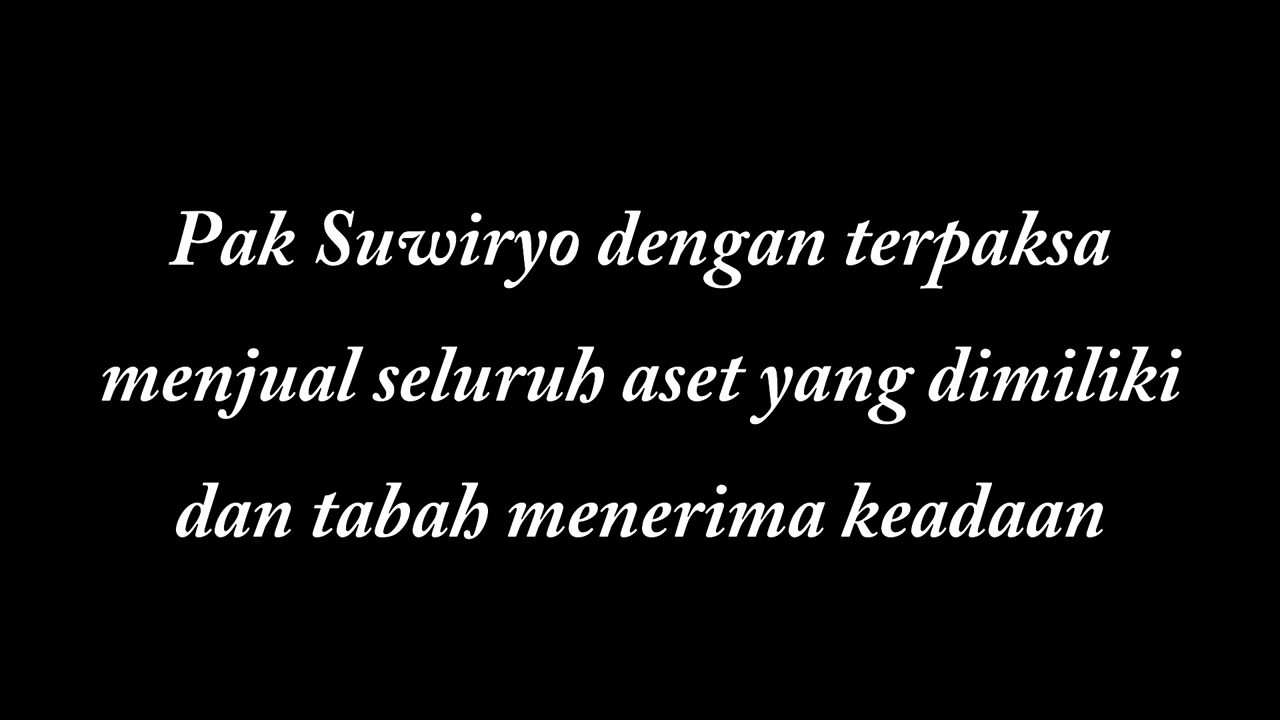 Pak Suwiryo dengan terpaksa
menjual seluruh aset yang dimiliki
dan tabah menerima keadaan